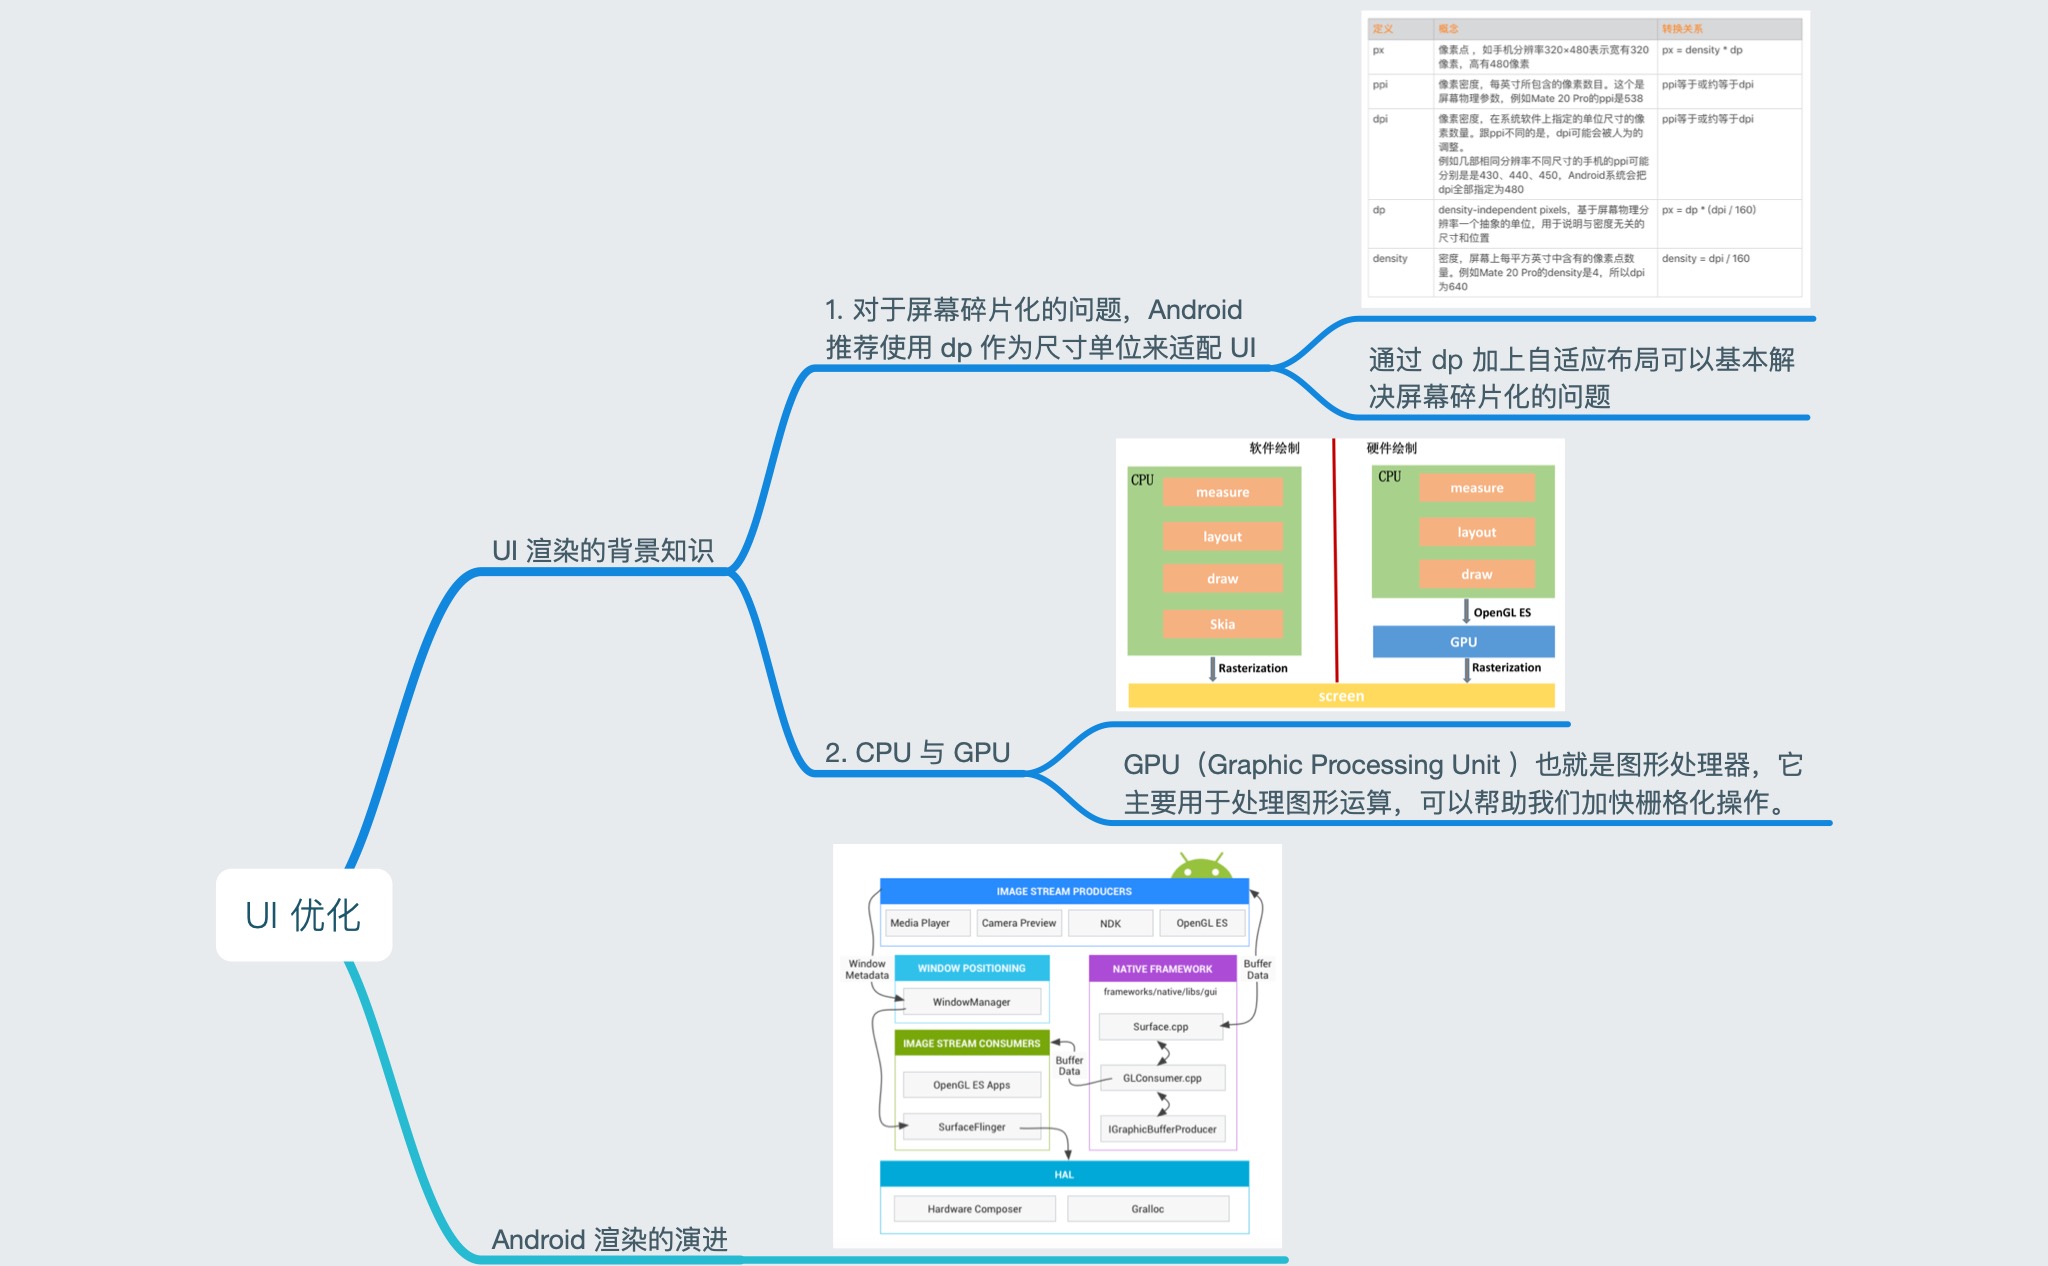 定义 概念 转换关系
px 像素点，如手机分辨率320×480表示宽有320 px = density * dp
像素，高有480像素
ppi 像素密度，每英寸所包含的像素数目。这个是 ppi等于或约等于dpi
屏幕物理参数，例如Mate 20 Pro的ppi是538
dpi 像素密度，在系统软件上指定的单位尺寸的像 ppi等于或约等于dpi
素数量。跟ppi不同的是，dpi可能会被人为的
调整。
例如几部相同分辨率不同尺寸的手机的ppi可能
分别是是430、440、450，Android系统会把
dpi全部指定为480
dp density-independent pixels，基于屏幕物理分 px = dp * (dpi / 160)
辨率一个抽象的单位，用于说明与密度无关的
尺寸和位置
density 密度，屏幕上每平方英寸中含有的像素点数 density = dpi / 160
量。例如Mate 20 Pro的density是4，所以dpi
为640
1. 对于屏幕碎片化的问题，Android
推荐使用 dp 作为尺寸单位来适配 UI
通过 dp 加上自适应布局可以基本解
决屏幕碎片化的问题
软件绘制 硬件绘制
CPU CPU
measure measure
layout layout
draw draw
Skia OpenGL ES
GPU
Rasterization Rasterization
screen
UI 渲染的背景知识
2. CPU 与 GPU
GPU（Graphic Processing Unit ）也就是图形处理器，它
主要用于处理图形运算，可以帮助我们加快栅格化操作。
UI 优化
IMAGE STREAM PRODUCERS
Media Player Camera Preview NDK OpenGL ES
Window
Metadata
WINDOW POSITIONING
WindowManager
NATIVE FRAMEWORK
frameworks/native/libs/gui
Buffer
Data
Surface.cpp
IMAGE STREAM CONSUMERS
Buffer
Data
OpenGL ES Apps
GLConsumer.cpp
SurfaceFlinger
IGraphicBufferProducer
HAL
Hardware Composer Gralloc
Android 渲染的演进